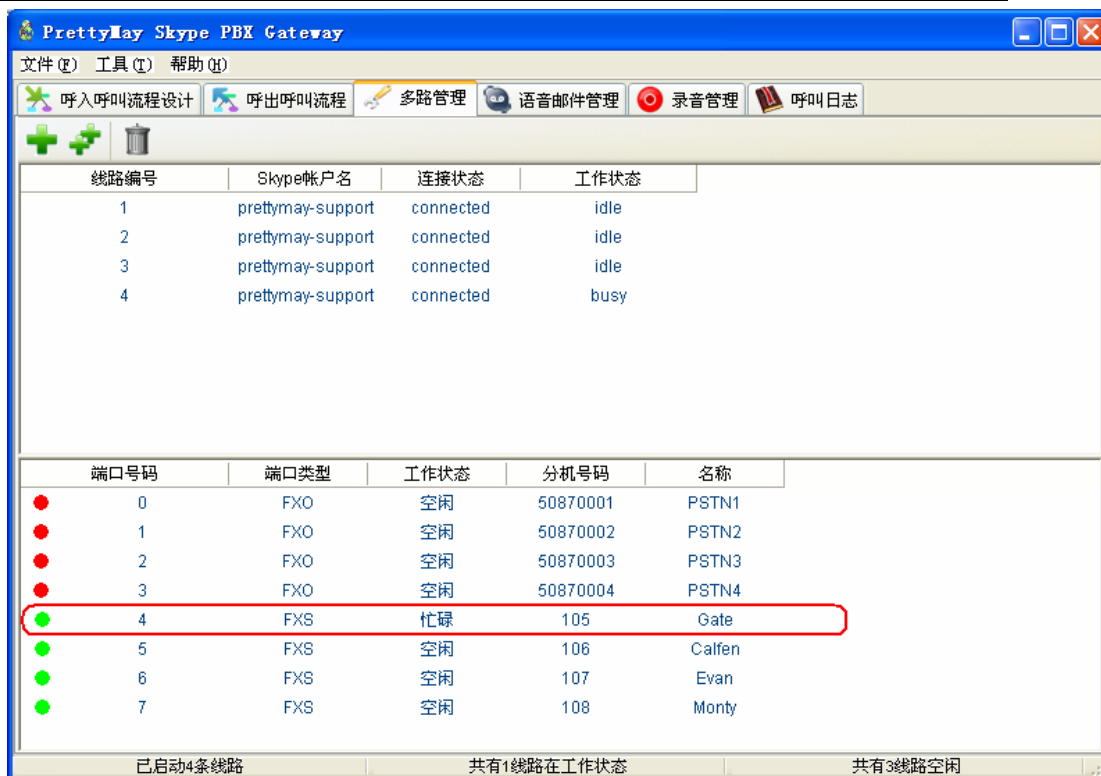 PrettyMay Skype PBX Gateway
文件(F) 工具(T) 帮助(H)
呼入呼叫流程设计 呼出呼叫流程 多路管理 语音邮件管理 录音管理 呼叫日志
线路编号 Skype帐户名 连接状态 工作状态
1 prettymay-support connected idle
2 prettymay-support connected idle
3 prettymay-support connected idle
4 prettymay-support connected busy
端口号码 端口类型 工作状态 分机号码 名称
0 FXO 空闲 50870001 PSTN1
1 FXO 空闲 50870002 PSTN2
2 FXO 空闲 50870003 PSTN3
3 FXO 空闲 50870004 PSTN4
4 FXS 忙碌 105 Gate
5 FXS 空闲 106 Calfen
6 FXS 空闲 107 Evan
7 FXS 空闲 108 Monty
已启动4条线路 共有1线路在工作状态 共有3线路空闲